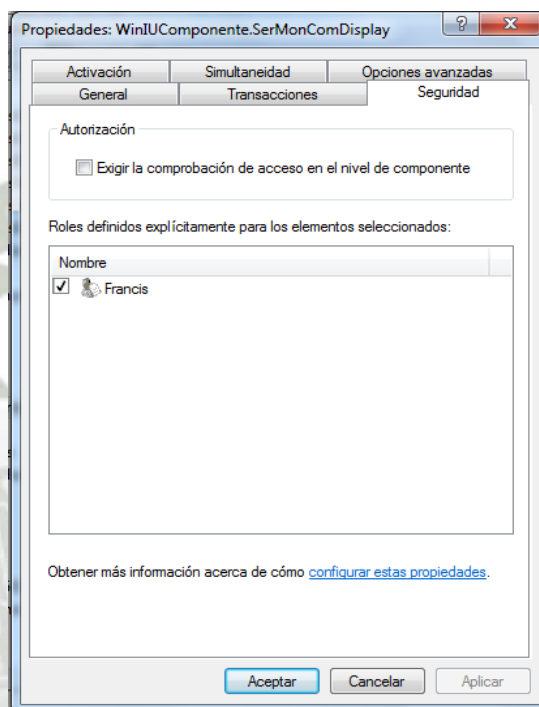 Propiedades: WinIUComponente.SerMonComDisplay
Activación Simultaneidad Opciones avanzadas
General Transacciones Seguridad
Autorización
Exigir la comprobación de acceso en el nivel de componente
Roles definidos explícitamente para los elementos seleccionados:
Nombre
Francis
Obtener más información acerca de cómo configurar estas propiedades.
Aceptar Cancelar Aplicar